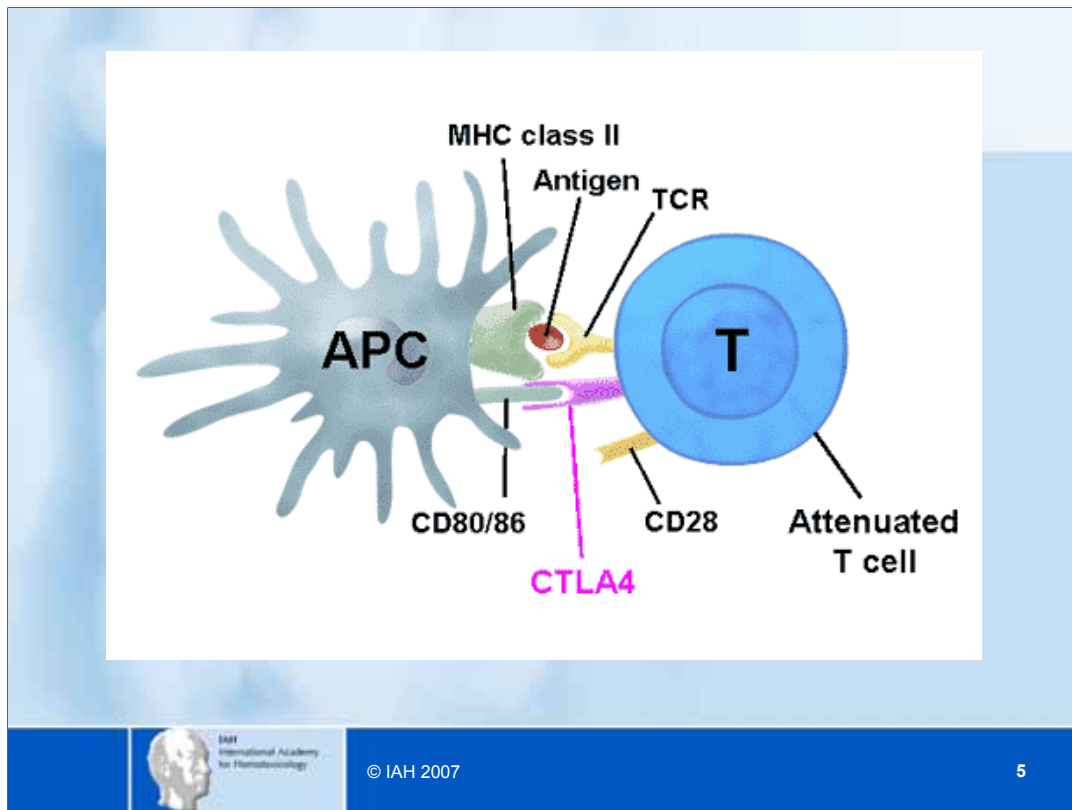 MHC class II
Antigen
TCR
APC
T
CD80/86
CD28
Attenuated
T cell
CTLA4
IAH
International Academy
for Homotoxicology
© IAH 2007
5